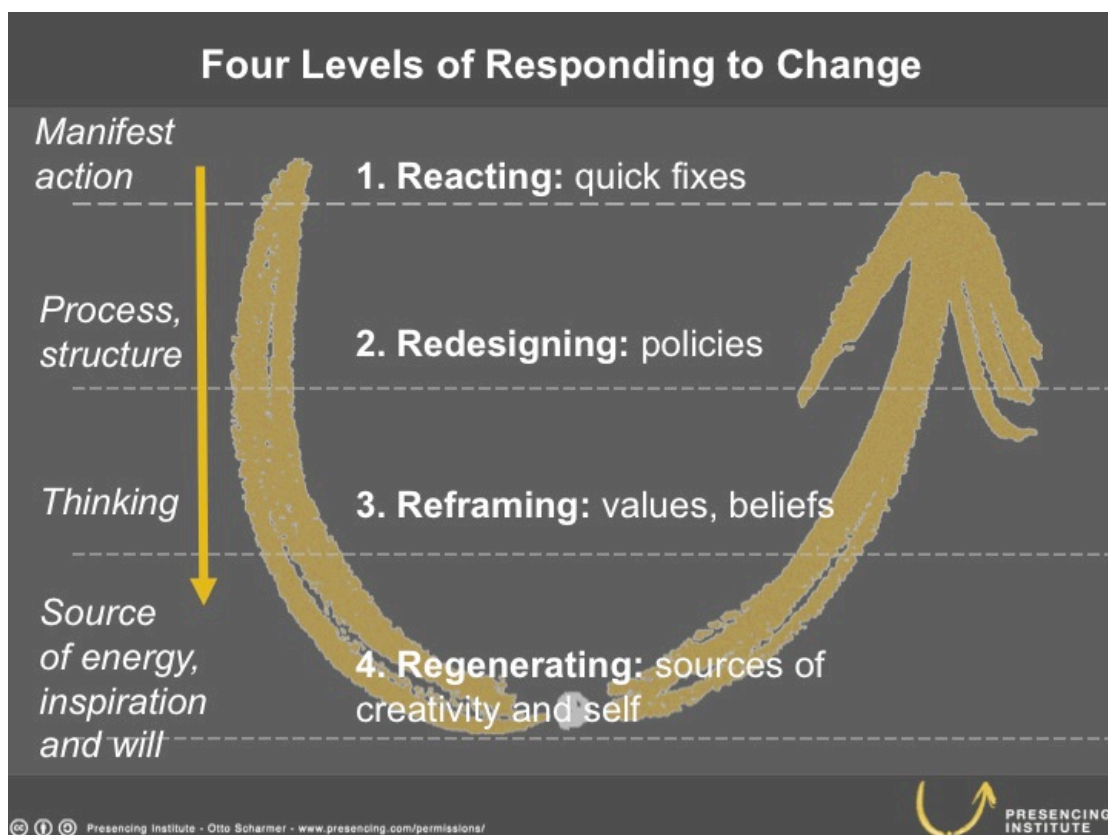 Four Levels of Responding to Change
Manifest
action
1. Reacting: quick fixes
Process,
structure
2. Redesigning: policies
Thinking
3. Reframing: values, beliefs
Source
of energy,
inspiration
and will
4. Regenerating: sources of
creativity and self
cc Presencing Institute - Otto Scharmer - www.presencing.com/permissions/
PRESENCING
INSTITUTE